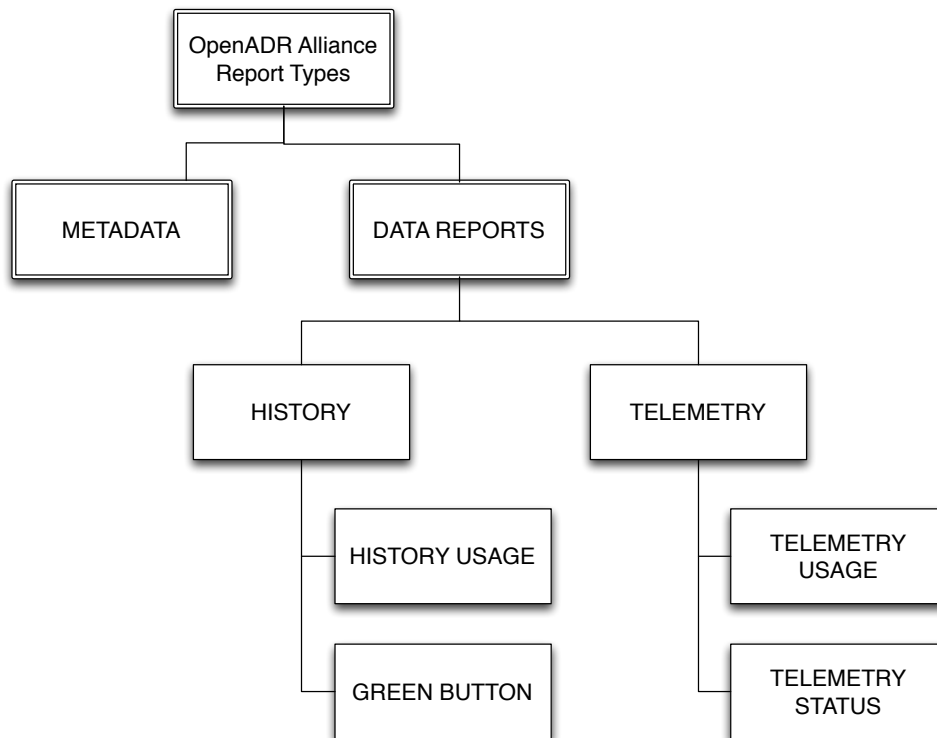 OpenADR Alliance
Report Types
METADATA
DATA REPORTS
HISTORY
TELEMETRY
HISTORY USAGE
TELEMETRY
USAGE
GREEN BUTTON
TELEMETRY
STATUS